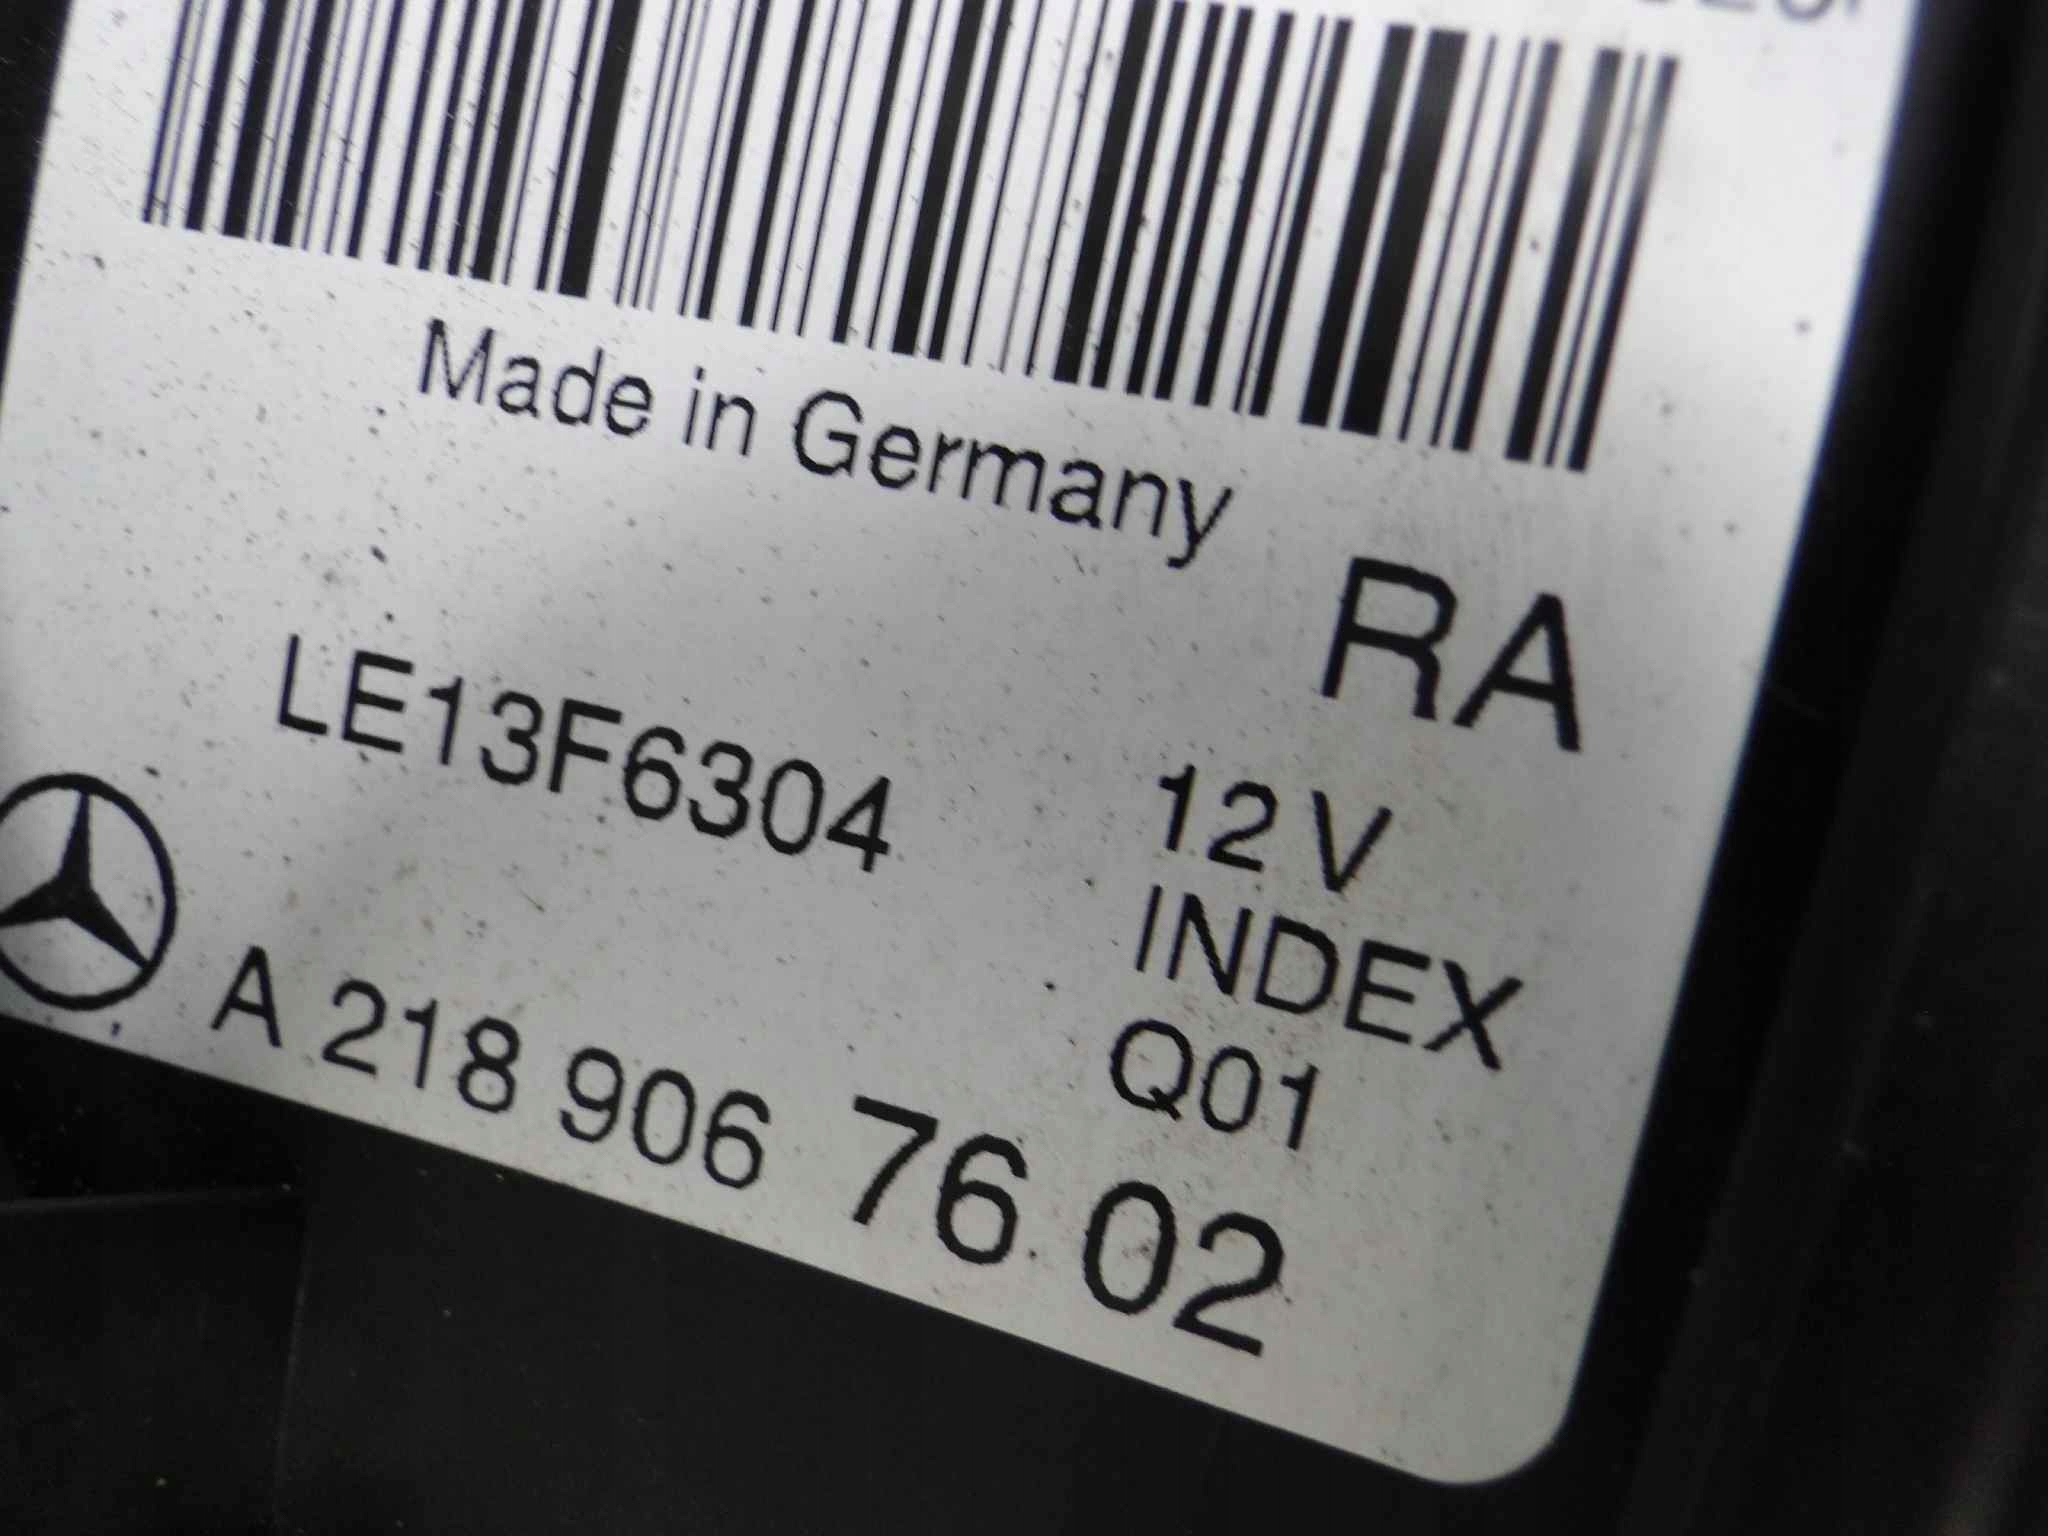 Made in Germany
RA
LE13F6304
12 V
INDEX
Q01
A 218 906 76 02